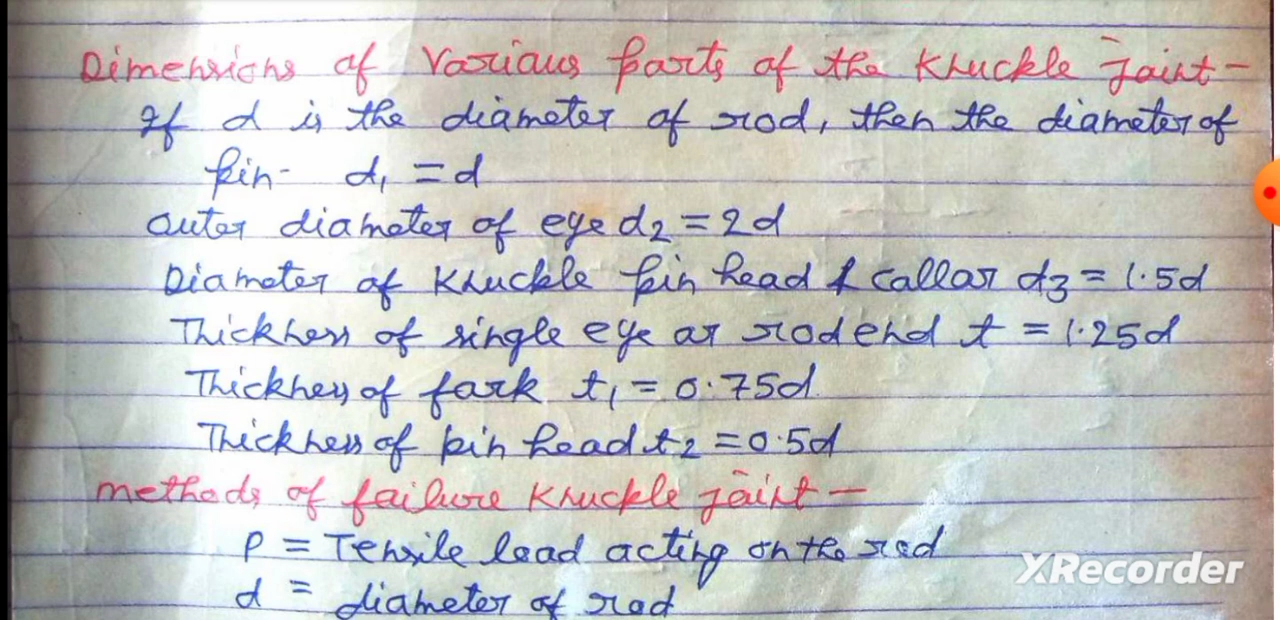 Dimensions of Various parts of the Knuckle Joint-
If d is the diameter of rod, then the diameter of
pin- d₁ = d
outer diameter of eye d₂ = 2d
Diameter of Knuckle pin head & collar d₃ = 1.5d
Thickness of single eye or rod end t = 1.25d
Thickness of fork t₁ = 0.75d.
Thickness of pin head t₂ = 0.5d
methods of failure Knuckle joint —
P = Tensile load acting on the rod
d = diameter of rod
XRecorder